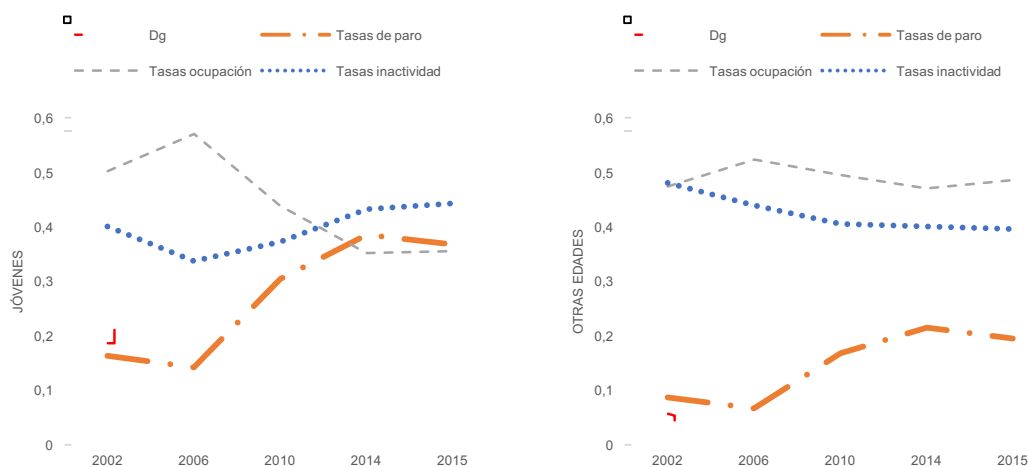 Dg
Tasas de paro
Tasas ocupación
Tasas inactividad
0,6
0,5
0,4
0,3
0,2
0,1
0
JÓVENES
2002
2006
2010
2014
2015
Dg
Tasas de paro
Tasas ocupación
Tasas inactividad
0,6
0,5
0,4
0,3
0,2
0,1
0
OTRAS EDADES
2002
2006
2010
2014
2015